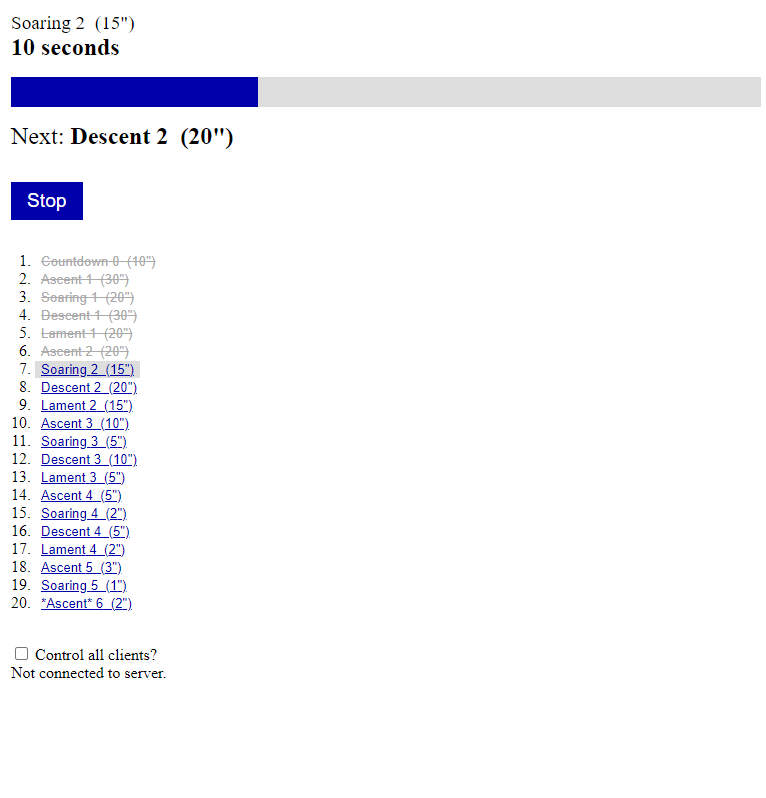 Soaring 2  (15")
10 seconds
Next: Descent 2  (20")
Stop
1. Countdown 0  (10")
2. Ascent 1  (30")
3. Soaring 1  (20")
4. Descent 1  (30")
5. Lament 1  (20")
6. Ascent 2  (20")
7. Soaring 2  (15")
8. Descent 2  (20")
9. Lament 2  (15")
10. Ascent 3  (10")
11. Soaring 3  (5")
12. Descent 3  (10")
13. Lament 3  (5")
14. Ascent 4  (5")
15. Soaring 4  (2")
16. Descent 4  (5")
17. Lament 4  (2")
18. Ascent 5  (3")
19. Soaring 5  (1")
20. *Ascent* 6  (2")
Control all clients?
Not connected to server.